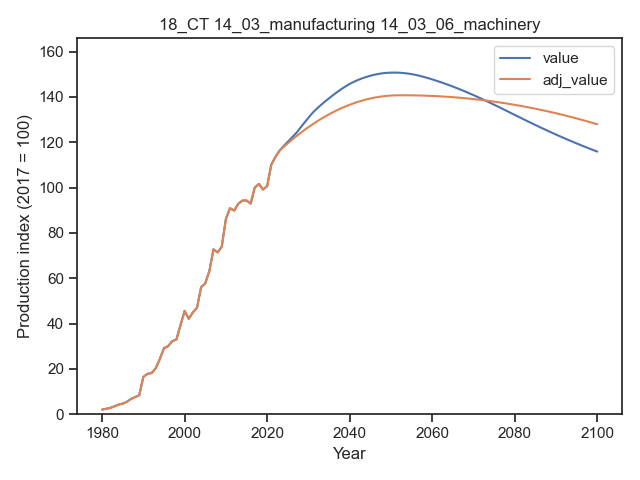 18_CT 14_03_manufacturing 14_03_06_machinery
value
adj_value
Production index (2017 = 100)
160
140
120
100
80
60
40
20
0
1980 2000 2020 2040 2060 2080 2100
Year